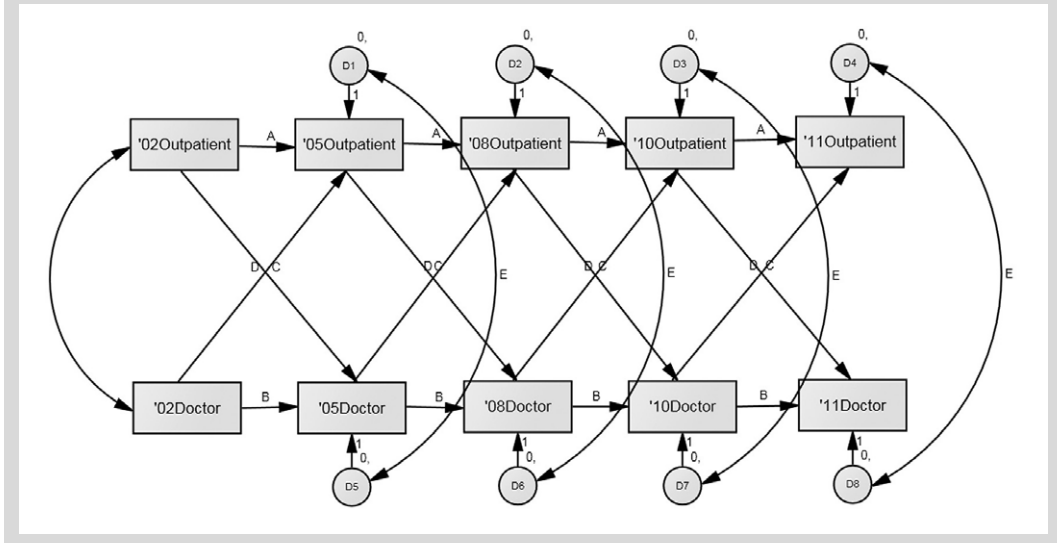 0, 0, 0, 0,
D1 D2 D3 D4
1 1 1 1
A A A A
'02Outpatient '05Outpatient '08Outpatient '10Outpatient '11Outpatient
D C D C D C D C
E E E E
B B B B
'02Doctor '05Doctor '08Doctor '10Doctor '11Doctor
1 1 1 1
0, 0, 0, 0,
D5 D6 D7 D8